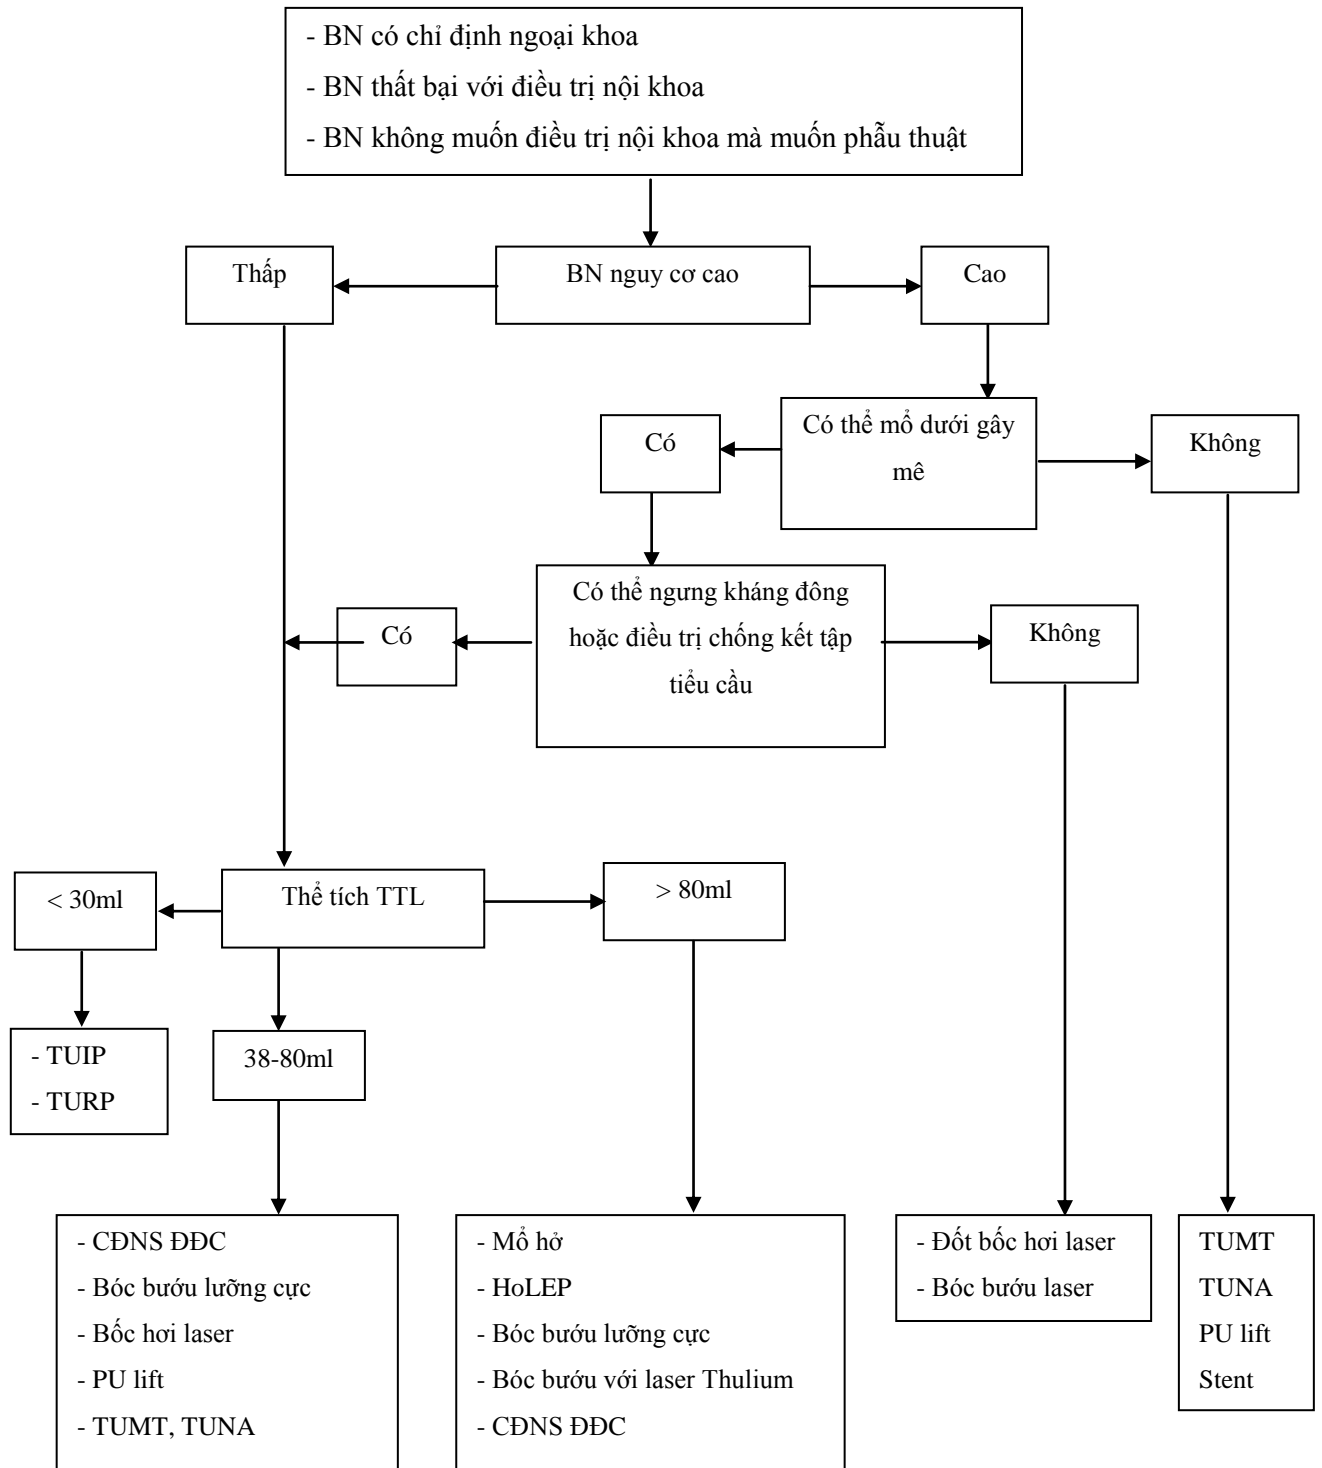 - BN có chỉ định ngoại khoa
- BN thất bại với điều trị nội khoa
- BN không muốn điều trị nội khoa mà muốn phẫu thuật
Thấp
BN nguy cơ cao
Cao
Có
Có thể mổ dưới gây
mê
Không
Có
Có thể ngưng kháng đông
hoặc điều trị chống kết tập
tiểu cầu
Không
< 30ml
Thể tích TTL
> 80ml
- TUIP
- TURP
38-80ml
- CĐNS ĐĐC
- Bóc bướu lưỡng cực
- Bốc hơi laser
- PU lift
- TUMT, TUNA
- Mổ hở
- HoLEP
- Bóc bướu lưỡng cực
- Bóc bướu với laser Thulium
- CĐNS ĐĐC
- Đốt bốc hơi laser
- Bóc bướu laser
TUMT
TUNA
PU lift
Stent